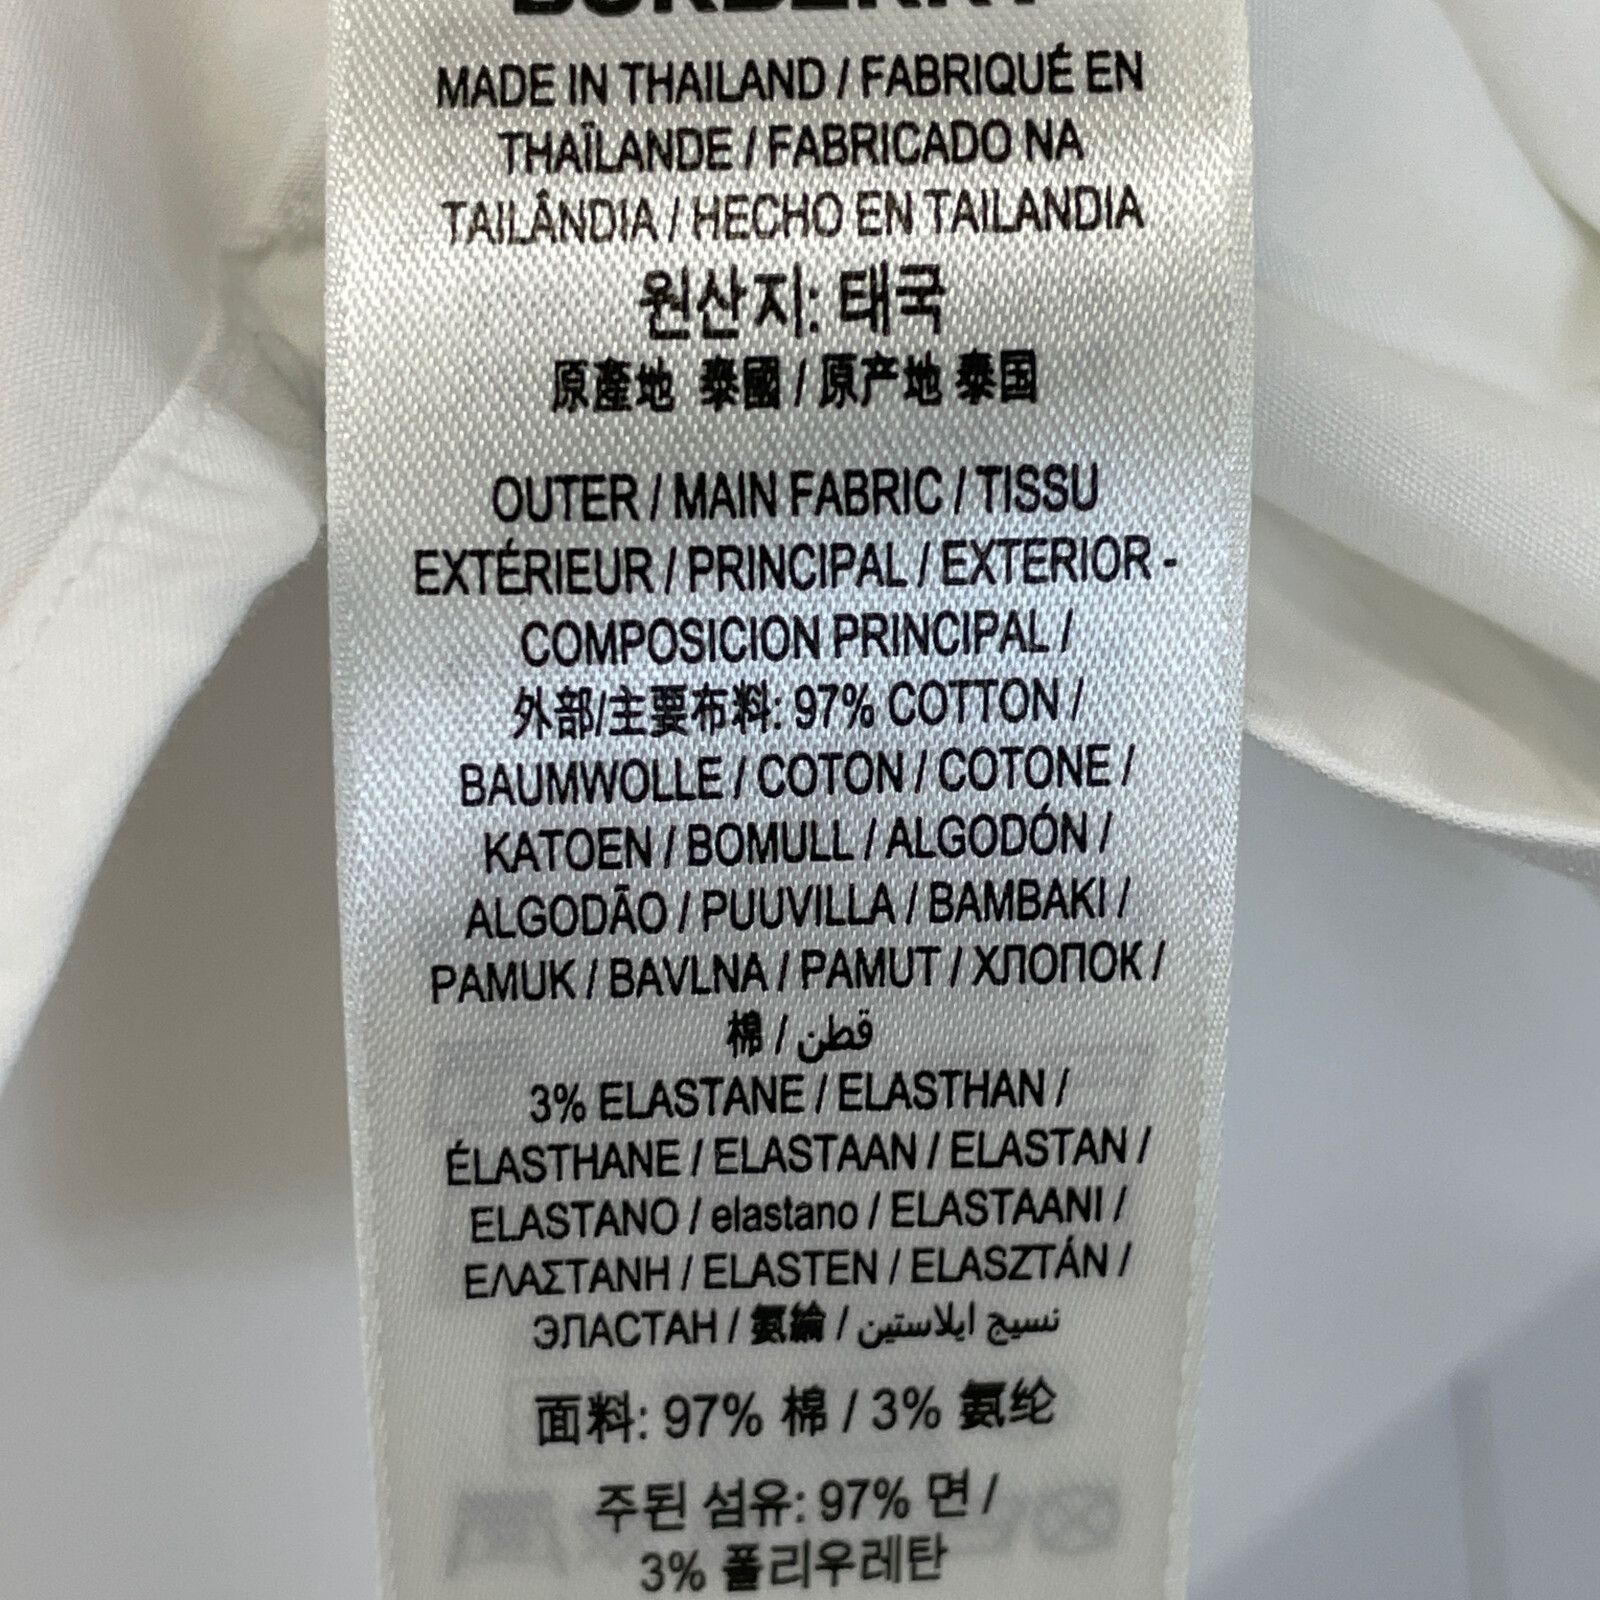 BURBERRY
MADE IN THAILAND / FABRIQUÉ EN
THAÏLANDE / FABRICADO NA
TAILÂNDIA / HECHO EN TAILANDIA
원산지: 태국
原產地 泰國 / 原产地 泰国
OUTER / MAIN FABRIC / TISSU
EXTÉRIEUR / PRINCIPAL / EXTERIOR -
COMPOSICION PRINCIPAL /
外部/主要布料: 97% COTTON /
BAUMWOLLE / COTON / COTONE /
KATOEN / BOMULL / ALGODÓN /
ALGODÃO / PUUVILLA / BAMBAKI /
PAMUK / BAVLNA / PAMUT / ХЛОПОК /
棉 / قطن
3% ELASTANE / ELASTHAN /
ÉLASTHANE / ELASTAAN / ELASTAN /
ELASTANO / elastano / ELASTAANI /
ΕΛΑΣΤΑΝΗ / ELASTEN / ELASZTÁN /
ЭЛАСТАН / 氨綸 / نسيج ايلاستين
面料: 97% 棉 / 3% 氨纶
주된 섬유: 97% 면 /
3% 폴리우레탄